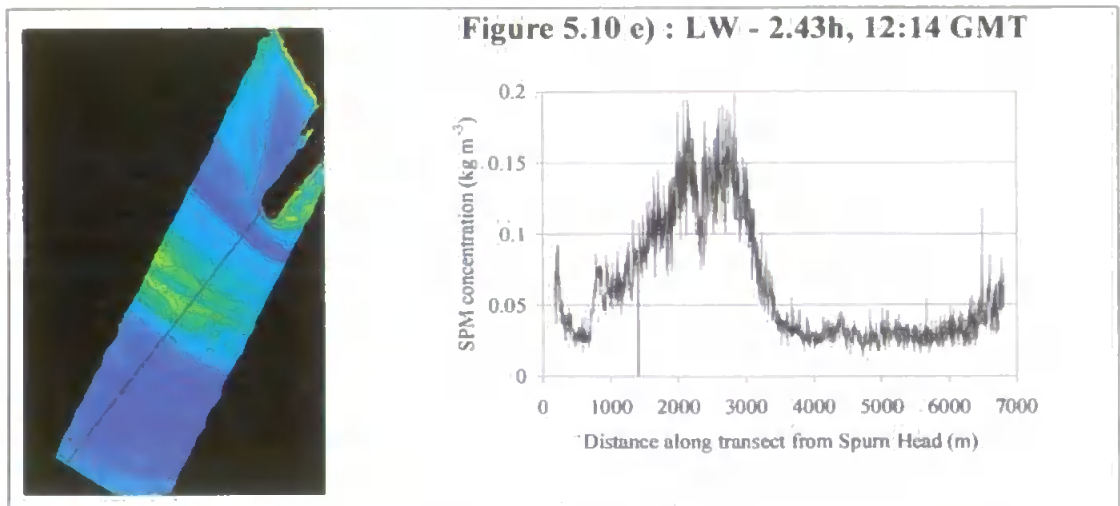 Figure 5.10 e) : LW - 2.43h, 12:14 GMT
SPM concentration (kg m-3)
0.2
0.15
0.1
0.05
0
0 1000 2000 3000 4000 5000 6000 7000
Distance along transect from Spurn Head (m)